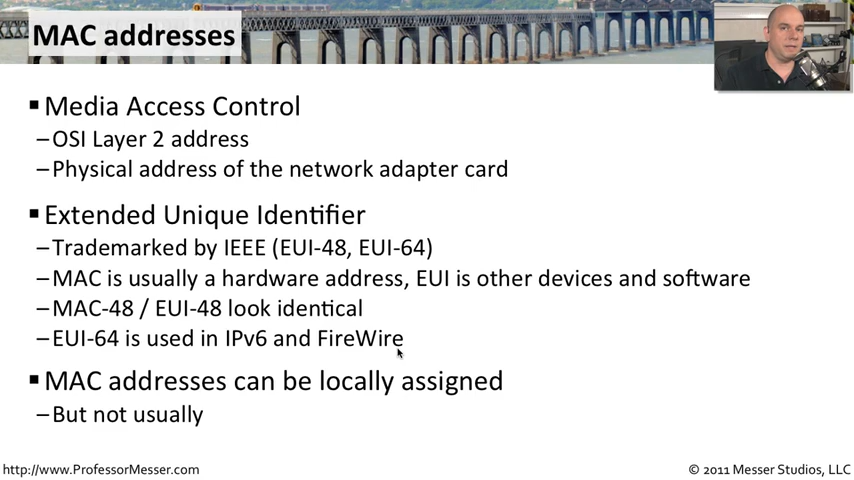 MAC addresses
▪ Media Access Control
–OSI Layer 2 address
–Physical address of the network adapter card
▪ Extended Unique Identifier
–Trademarked by IEEE (EUI-48, EUI-64)
–MAC is usually a hardware address, EUI is other devices and software
–MAC-48 / EUI-48 look identical
–EUI-64 is used in IPv6 and FireWire
▪ MAC addresses can be locally assigned
–But not usually
http://www.ProfessorMesser.com
© 2011 Messer Studios, LLC